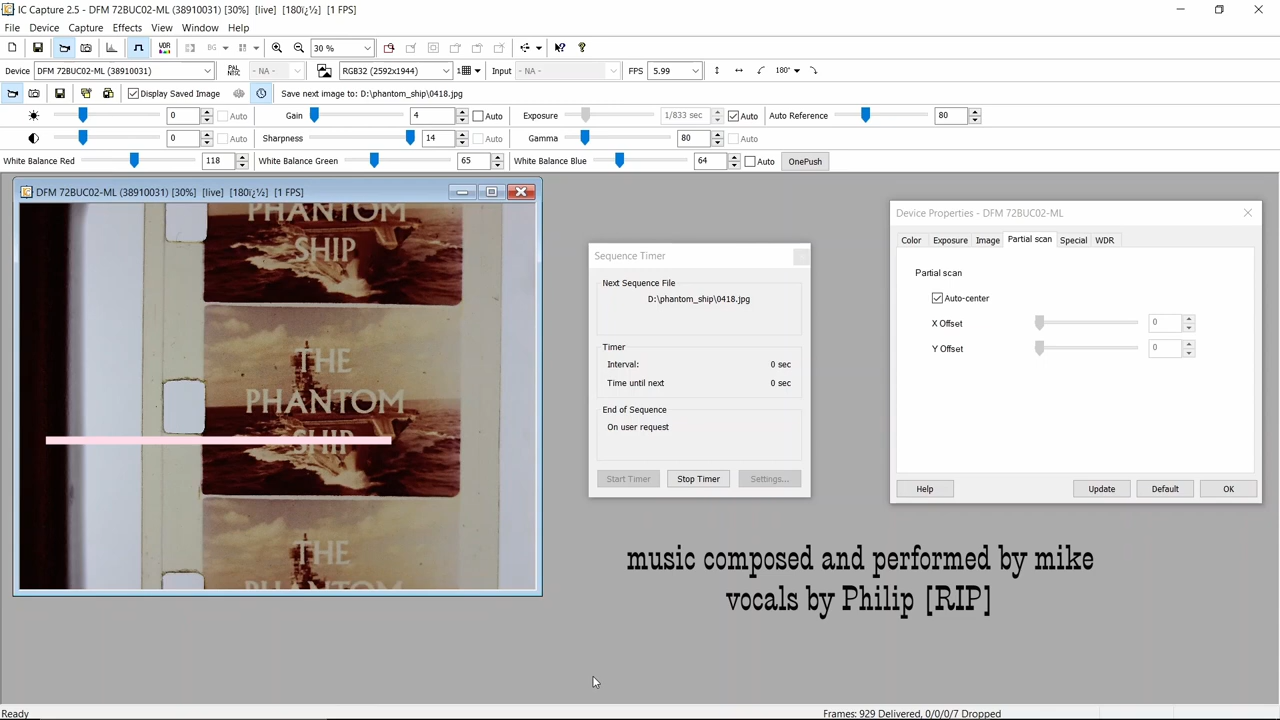 IC Capture 2.5 - DFM 72BUC02-ML (38910031) [30%]  [live]  [180ï¿½]  [1 FPS]
File Device Capture Effects View Window Help
VOR BG 30 %
Device DFM 72BUC02-ML (38910031) PAL NTSC - NA - RGB32 (2592x1944) 1 Input - NA - FPS 5.99 180°
Display Saved Image Save next image to: D:\phantom_ship\0418.jpg
0 Auto Gain 4 Auto Exposure 1/833 sec Auto Auto Reference 80
0 Auto Sharpness 14 Auto Gamma 80 Auto
White Balance Red 118 White Balance Green 65 White Balance Blue 64 Auto OnePush
DFM 72BUC02-ML (38910031) [30%]  [live]  [180ï¿½]  [1 FPS]
PHANTOM
SHIP
THE
PHANTOM
SHIP
THE
PHANTOM
Sequence Timer
Next Sequence File
D:\phantom_ship\0418.jpg
Timer
Interval: 0 sec
Time until next 0 sec
End of Sequence
On user request
Start Timer Stop Timer Settings...
Device Properties - DFM 72BUC02-ML
Color Exposure Image Partial scan Special WDR
Partial scan
Auto-center
X Offset 0
Y Offset 0
Help Update Default OK
music composed and performed by mike
vocals by Philip [RIP]
Ready Frames: 929 Delivered, 0/0/0/7 Dropped